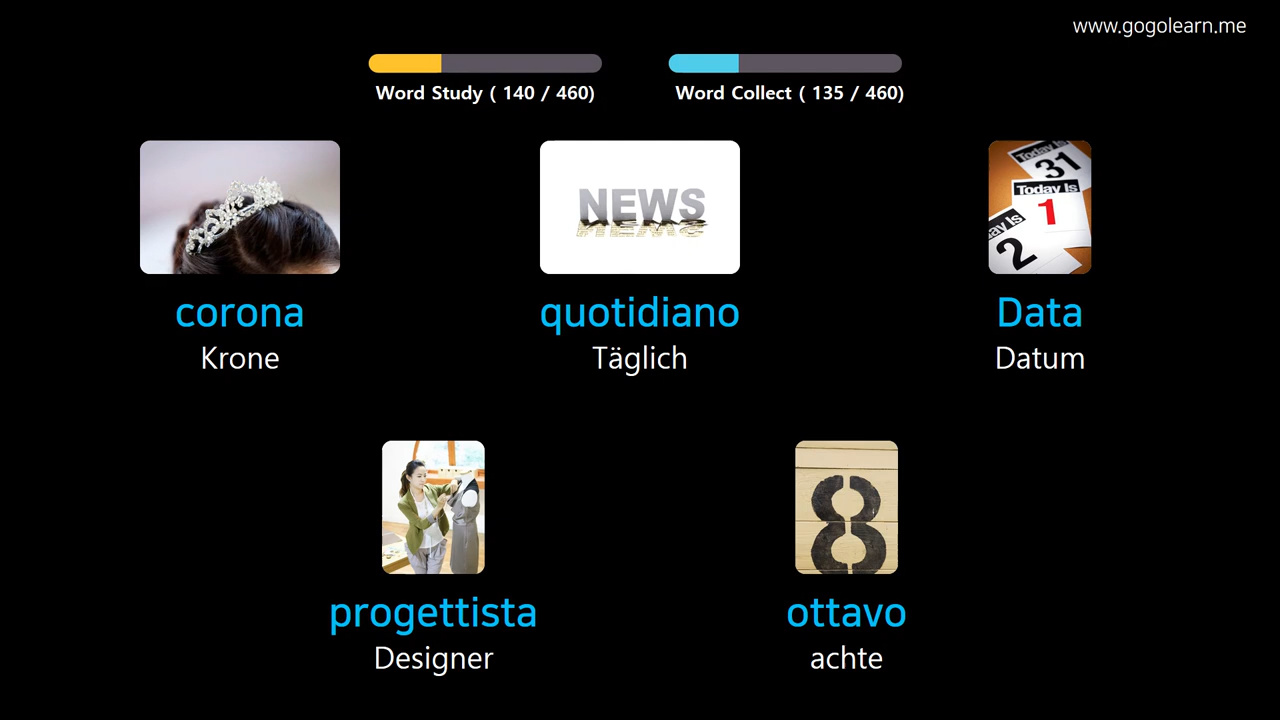 www.gogolearn.me
Word Study ( 140 / 460)
Word Collect ( 135 / 460)
NEWS
Today Is
31
Today Is
1
ay Is
2
corona
quotidiano
Data
Krone
Täglich
Datum
8
progettista
ottavo
Designer
achte